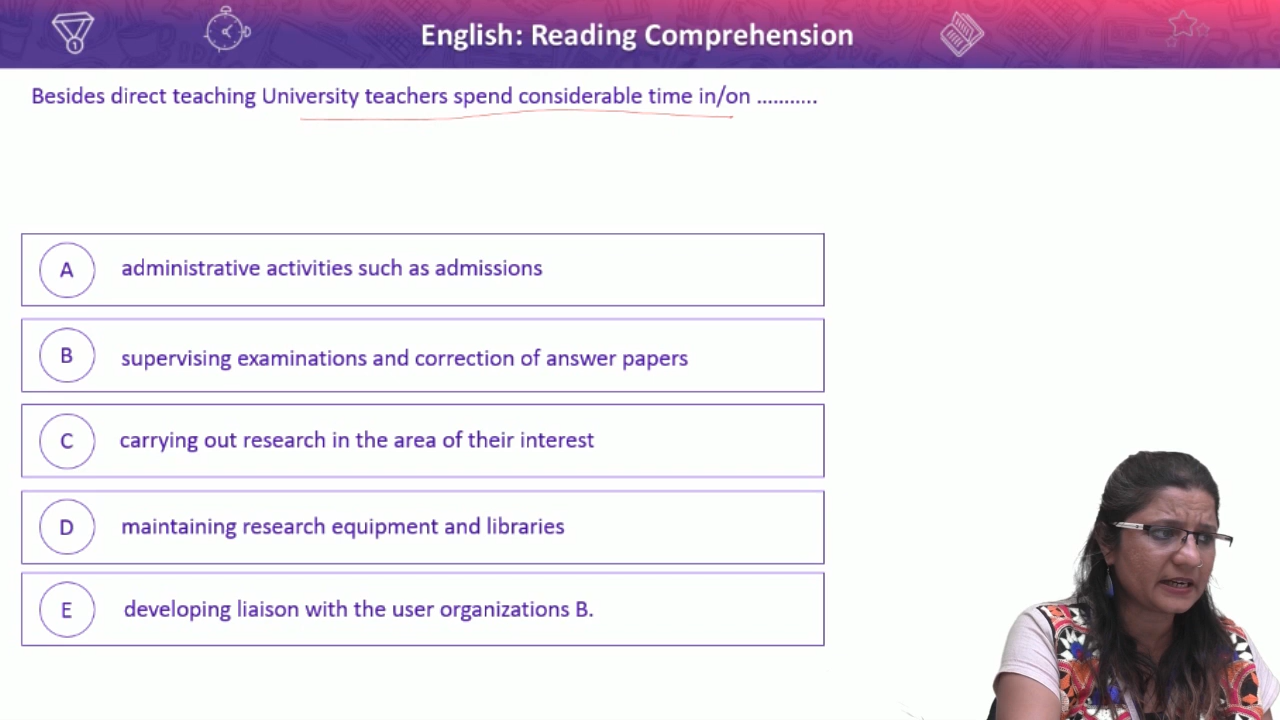 English: Reading Comprehension
Besides direct teaching University teachers spend considerable time in/on ...........
A administrative activities such as admissions
B supervising examinations and correction of answer papers
C carrying out research in the area of their interest
D maintaining research equipment and libraries
E developing liaison with the user organizations B.